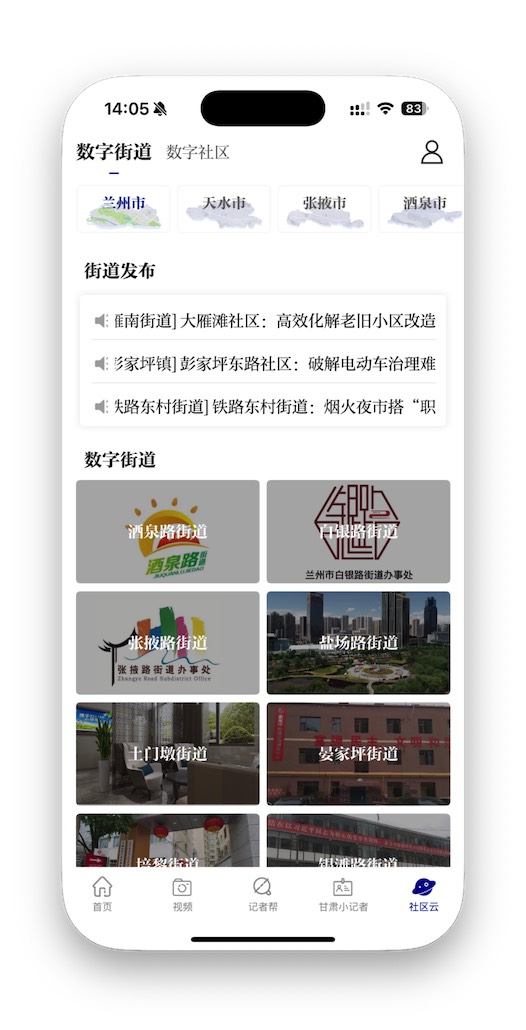 14:05
83
数字街道 数字社区
兰州市 天水市 张掖市 酒泉市
街道发布
南街道] 大雁滩社区：高效化解老旧小区改造
家坪镇] 彭家坪东路社区：破解电动车治理难
路东村街道] 铁路东村街道：烟火夜市搭“职
数字街道
酒泉路街道
酒泉路街道
JIUQUANLUJIEDAO
白银路街道
兰州市白银路街道办事处
张掖路街道
张掖路街道办事处
Zhangye Road Subdistrict Office
盐场路街道
土门墩街道
晏家坪街道
培黎街道
银滩路街道
首页 视频 记者帮 甘肃小记者 社区云